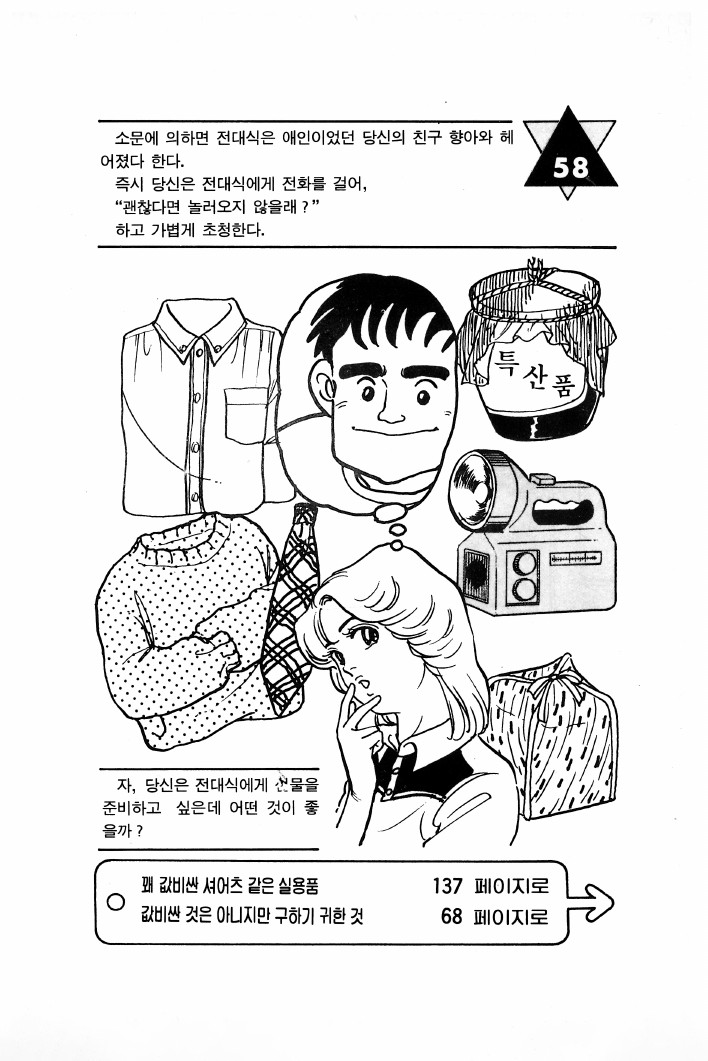 소문에 의하면 전대식은 애인이었던 당신의 친구 향아와 헤
어졌다 한다.
즉시 당신은 전대식에게 전화를 걸어,
“괜찮다면 놀러오지 않을래?”
하고 가볍게 초청한다.
58
특산품
자, 당신은 전대식에게 선물을
준비하고 싶은데 어떤 것이 좋
을까?
꽤 값비싼 셔어츠 같은 실용품 137 페이지로
값비싼 것은 아니지만 구하기 귀한 것 68 페이지로